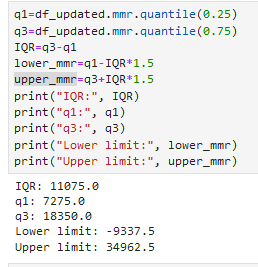 q1=df_updated.mmr.quantile(0.25)
q3=df_updated.mmr.quantile(0.75)
IQR=q3-q1
lower_mmr=q1-IQR*1.5
upper_mmr=q3+IQR*1.5
print("IQR:", IQR)
print("q1:", q1)
print("q3:", q3)
print("Lower limit:", lower_mmr)
print("Upper limit:", upper_mmr)
IQR: 11075.0
q1: 7275.0
q3: 18350.0
Lower limit: -9337.5
Upper limit: 34962.5